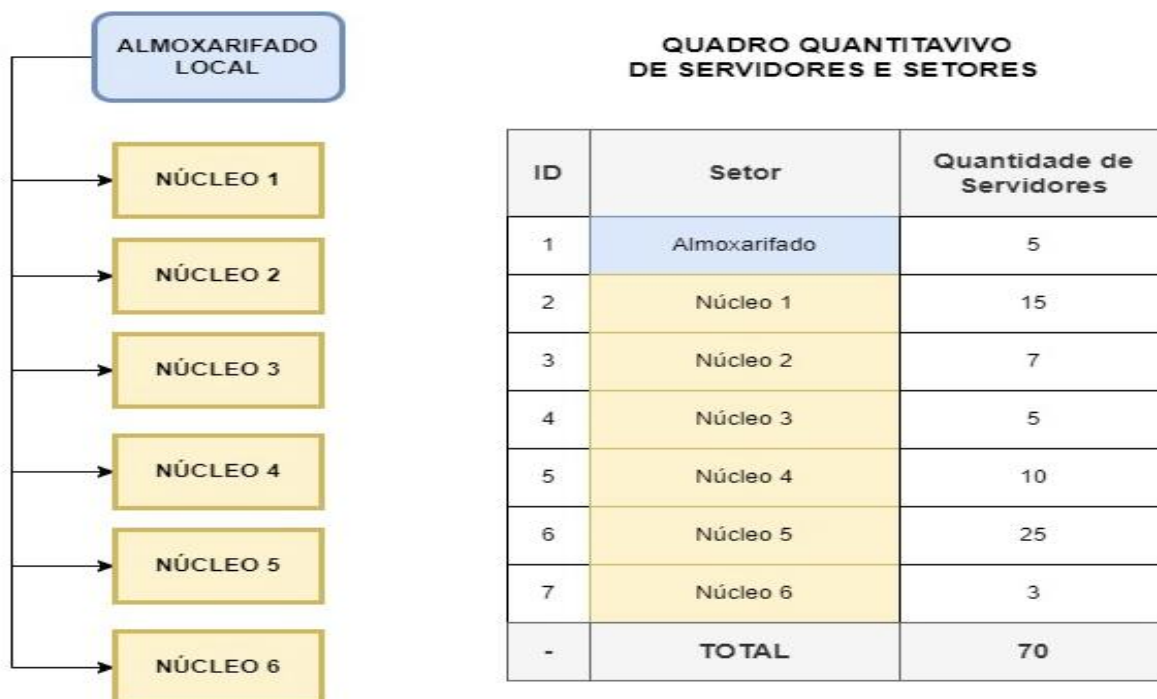 ALMOXARIFADO
LOCAL
NÚCLEO 1
NÚCLEO 2
NÚCLEO 3
NÚCLEO 4
NÚCLEO 5
NÚCLEO 6
QUADRO QUANTITAVIVO
DE SERVIDORES E SETORES
ID Setor Quantidade de
Servidores
1 Almoxarifado 5
2 Núcleo 1 15
3 Núcleo 2 7
4 Núcleo 3 5
5 Núcleo 4 10
6 Núcleo 5 25
7 Núcleo 6 3
- TOTAL 70